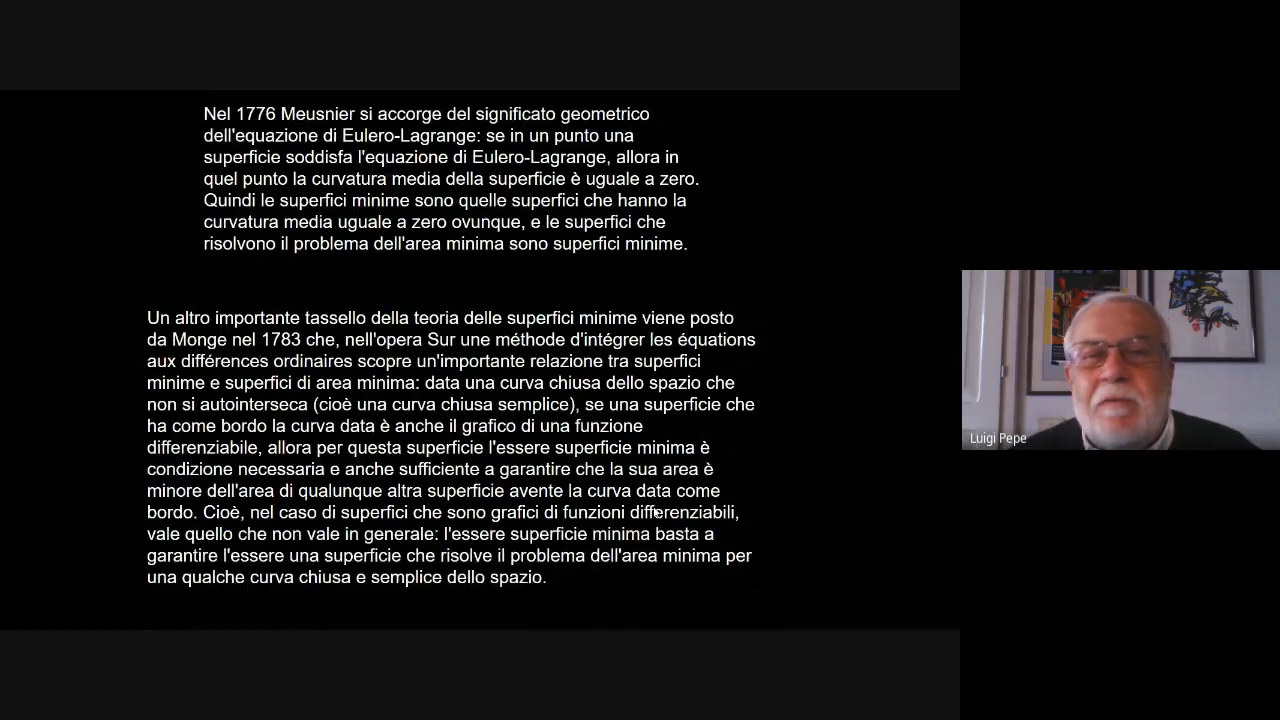 Nel 1776 Meusnier si accorge del significato geometrico
dell'equazione di Eulero-Lagrange: se in un punto una
superficie soddisfa l'equazione di Eulero-Lagrange, allora in
quel punto la curvatura media della superficie è uguale a zero.
Quindi le superfici minime sono quelle superfici che hanno la
curvatura media uguale a zero ovunque, e le superfici che
risolvono il problema dell'area minima sono superfici minime.
Un altro importante tassello della teoria delle superfici minime viene posto
da Monge nel 1783 che, nell'opera Sur une méthode d'intégrer les équations
aux différences ordinaires scopre un'importante relazione tra superfici
minime e superfici di area minima: data una curva chiusa dello spazio che
non si autointerseca (cioè una curva chiusa semplice), se una superficie che
ha come bordo la curva data è anche il grafico di una funzione
differenziabile, allora per questa superficie l'essere superficie minima è
condizione necessaria e anche sufficiente a garantire che la sua area è
minore dell'area di qualunque altra superficie avente la curva data come
bordo. Cioè, nel caso di superfici che sono grafici di funzioni differenziabili,
vale quello che non vale in generale: l'essere superficie minima basta a
garantire l'essere una superficie che risolve il problema dell'area minima per
una qualche curva chiusa e semplice dello spazio.
Luigi Pepe